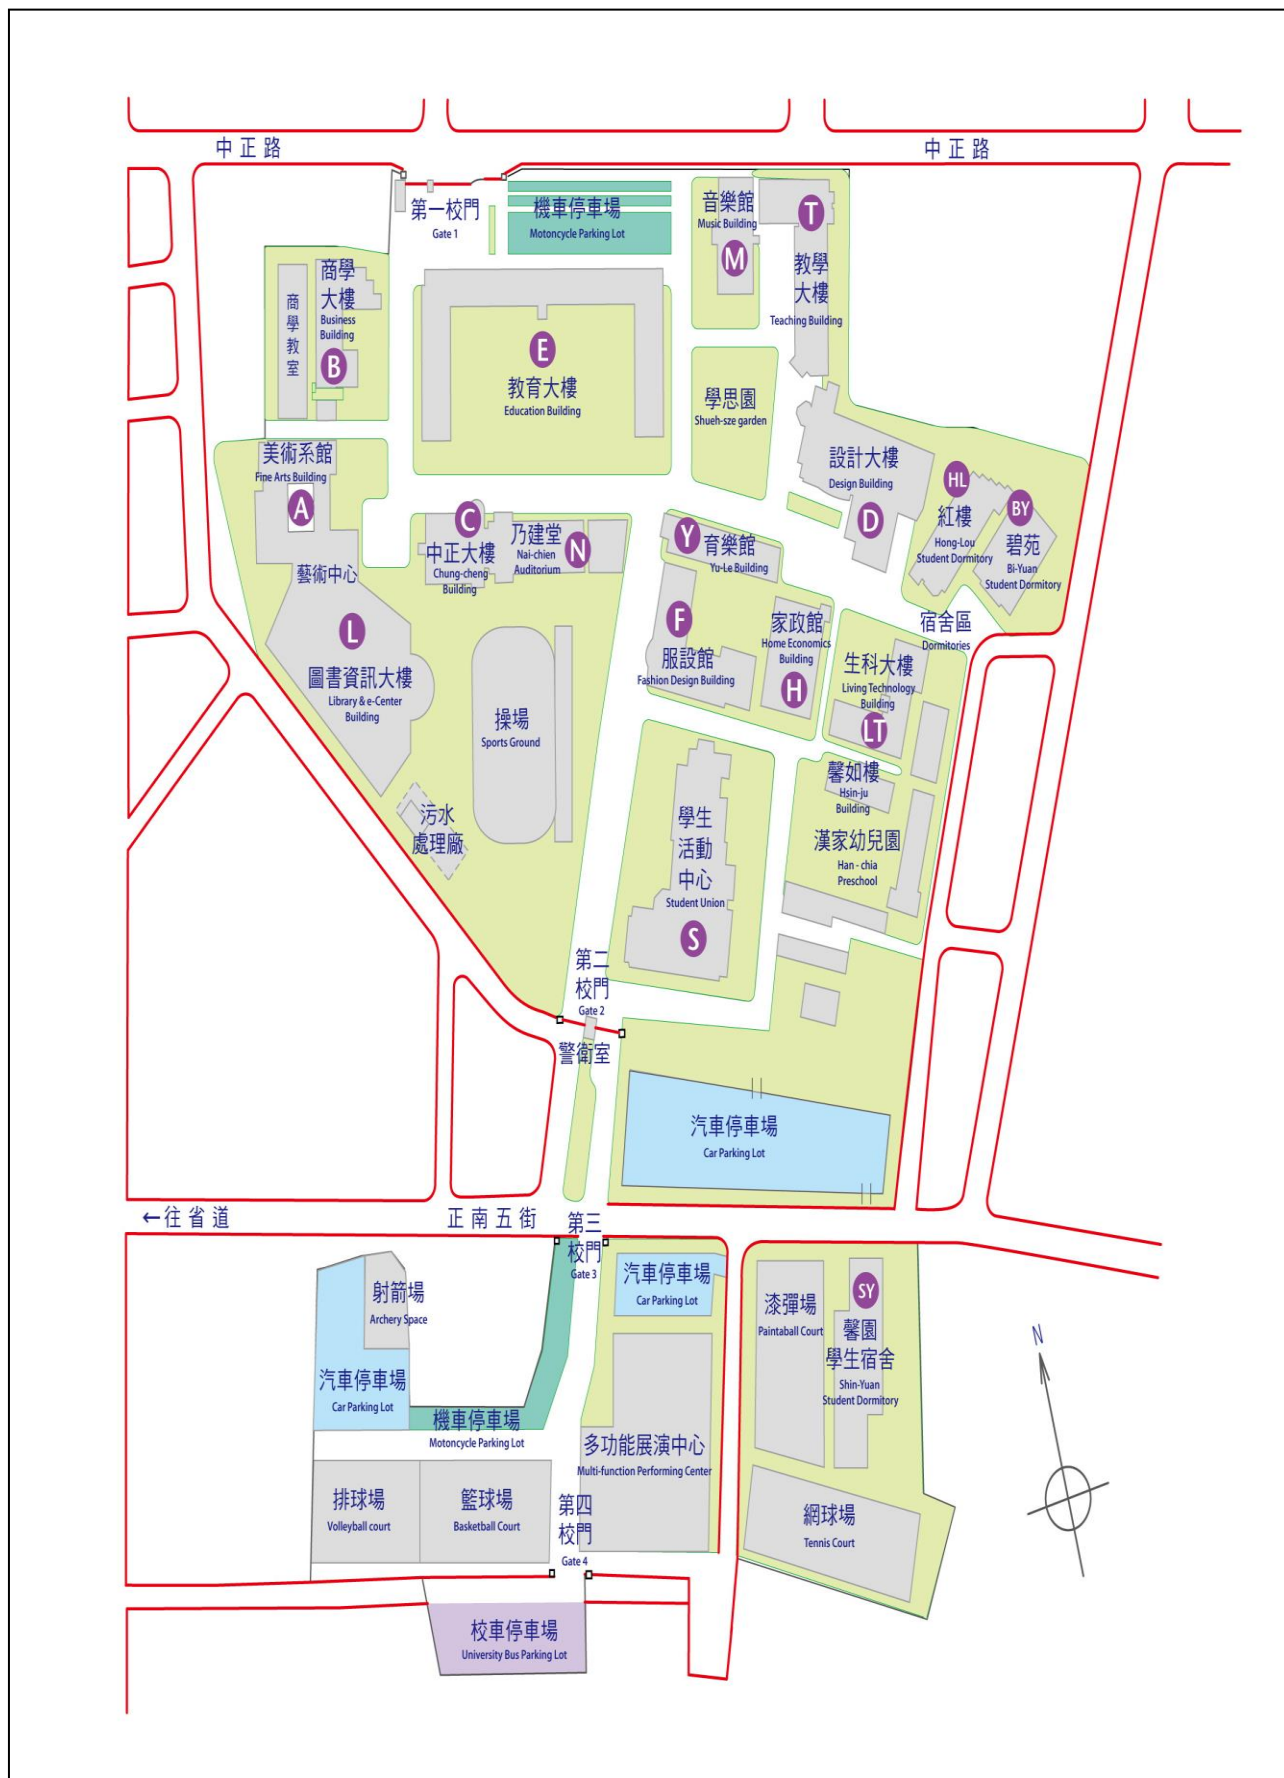 中正路
中正路
第一校門
Gate 1
機車停車場
Motoncycle Parking Lot
音樂館
Music Building
M
T
教學
大樓
Teaching Building
商學
大樓
Business
Building
B
商學教室
E
教育大樓
Education Building
學思園
Shueh-sze garden
美術系館
Fine Arts Building
A
藝術中心
設計大樓
Design Building
D
HL
紅樓
Hong-Lou
Student Dormitory
BY
碧苑
Bi-Yuan
Student Dormitory
C
中正大樓
Chung-cheng
Building
乃建堂
Nai-chien
Auditorium
N
Y
育樂館
Yu-Le Building
宿舍區
Dormitories
L
圖書資訊大樓
Library & e-Center
Building
F
服設館
Fashion Design Building
家政館
Home Economics
Building
H
生科大樓
Living Technology
Building
LT
操場
Sports Ground
馨如樓
Hsin-ju
Building
污水
處理廠
學生
活動
中心
Student Union
S
漢家幼兒園
Han - chia
Preschool
第二
校門
Gate 2
警衛室
汽車停車場
Car Parking Lot
←往省道
正南五街
第三
校門
Gate 3
汽車停車場
Car Parking Lot
射箭場
Archery Space
汽車停車場
Car Parking Lot
機車停車場
Motoncycle Parking Lot
漆彈場
Paintaball Court
SY
馨園
學生宿舍
Shin-Yuan
Student Dormitory
N
多功能展演中心
Multi-function Performing Center
排球場
Volleyball court
籃球場
Basketball Court
第四
校門
Gate 4
網球場
Tennis Court
校車停車場
University Bus Parking Lot